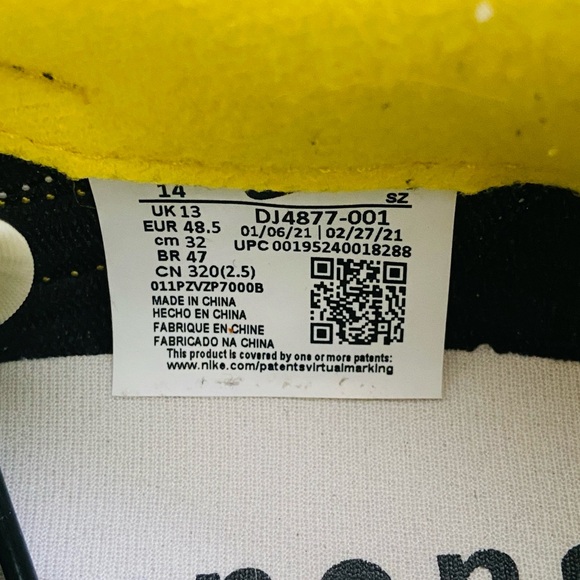 14 SZ
UK 13
EUR 48.5
cm 32
BR 47
CN 320(2.5)
011PZVZP7000B
DJ4877-001
01/06/21 | 02/27/21
UPC 00195240018288
MADE IN CHINA
HECHO EN CHINA
FABRIQUE EN CHINE
FABRICADO NA CHINA
This product is covered by one or more patents:
www.nike.com/patentsvirtualmarking